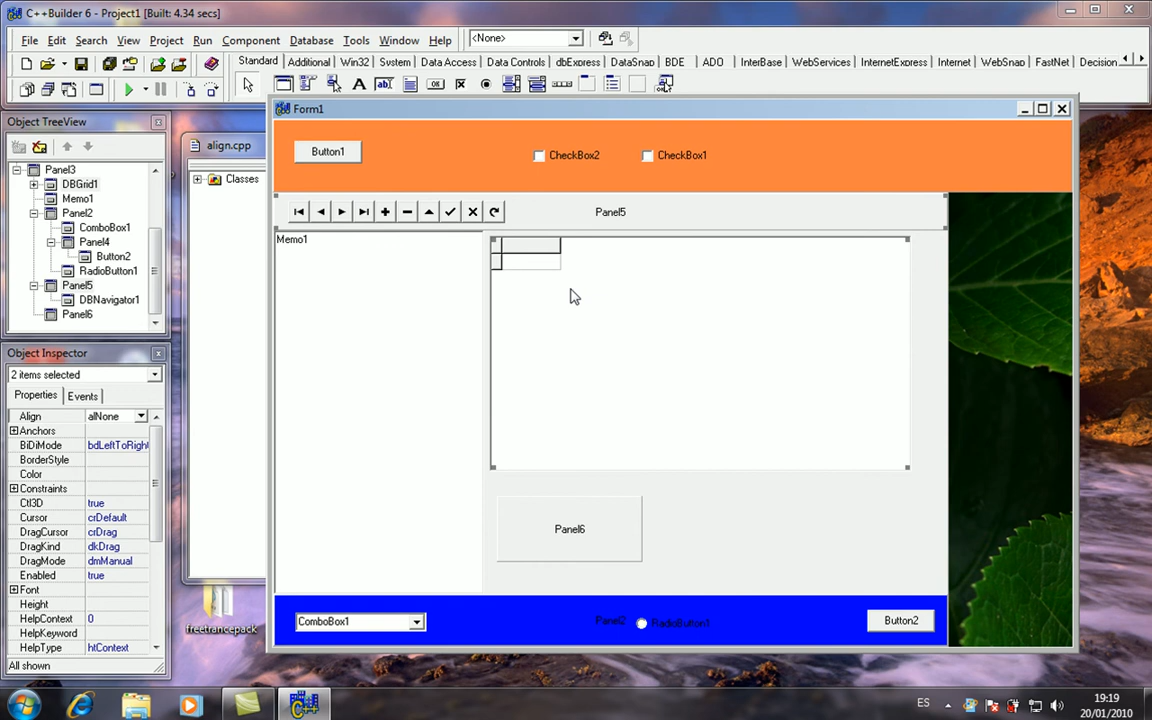 C++Builder 6 - Project1 [Built: 4.34 secs]
File Edit Search View Project Run Component Database Tools Window Help <None>
Standard Additional Win32 System Data Access Data Controls dbExpress DataSnap BDE ADO InterBase WebServices InternetExpress Internet WebSnap FastNet Decision
Form1
Object TreeView
Panel3
DBGrid1
Memo1
Panel2
ComboBox1
Panel4
Button2
RadioButton1
Panel5
DBNavigator1
Panel6
align.cpp
Classes
Button1 CheckBox2 CheckBox1
Panel5
Memo1
Panel6
ComboBox1 Panel2 RadioButton1 Button2
Object Inspector
2 items selected
Properties Events
Align alNone
Anchors
BiDiMode bdLeftToRight
BorderStyle
Color
Constraints
Ctl3D true
Cursor crDefault
DragCursor crDrag
DragKind dkDrag
DragMode dmManual
Enabled true
Font
Height
HelpContext 0
HelpKeyword
HelpType htContext
All shown
freetrancepack
ES
19:19
20/01/2010